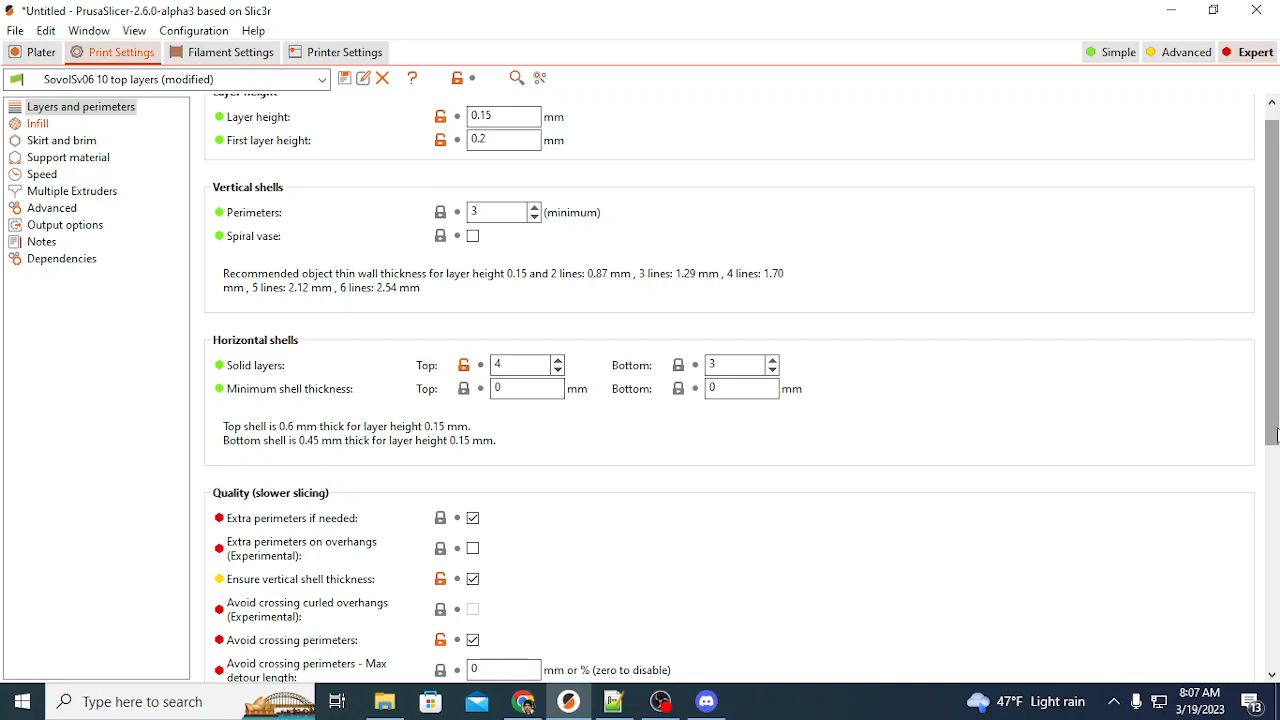 *Untitled - PrusaSlicer-2.6.0-alpha3 based on Slic3r
File Edit Window View Configuration Help
Plater Print Settings Filament Settings Printer Settings Simple Advanced Expert
SovolSv06 10 top layers (modified)
Layers and perimeters
Infill
Skirt and brim
Support material
Speed
Multiple Extruders
Advanced
Output options
Notes
Dependencies
Layer height
Layer height: 0.15 mm
First layer height: 0.2 mm
Vertical shells
Perimeters: 3 (minimum)
Spiral vase:
Recommended object thin wall thickness for layer height 0.15 and 2 lines: 0.87 mm , 3 lines: 1.29 mm , 4 lines: 1.70
mm , 5 lines: 2.12 mm , 6 lines: 2.54 mm
Horizontal shells
Solid layers: Top: 4 Bottom: 3
Minimum shell thickness: Top: 0 mm Bottom: 0 mm
Top shell is 0.6 mm thick for layer height 0.15 mm.
Bottom shell is 0.45 mm thick for layer height 0.15 mm.
Quality (slower slicing)
Extra perimeters if needed:
Extra perimeters on overhangs
(Experimental):
Ensure vertical shell thickness:
Avoid crossing curled overhangs
(Experimental):
Avoid crossing perimeters:
Avoid crossing perimeters - Max
detour length: 0 mm or % (zero to disable)
Type here to search
47°F Light rain
8:07 AM
3/19/2023
13